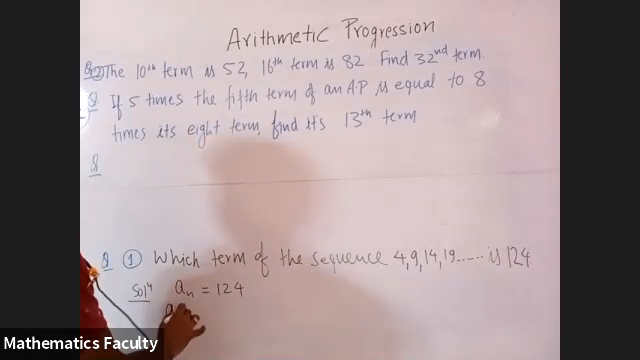 Arithmetic Progression
Q② The 10th term is 52, 16th term is 82 Find 32nd term.
Q If 5 times the fifth term of an A.P is equal to 8
times its eight term, find it's 13th term
Q
Q ① Which term of the sequence 4, 9, 14, 19...... is 124
Solⁿ aₙ = 124
a
Mathematics Faculty